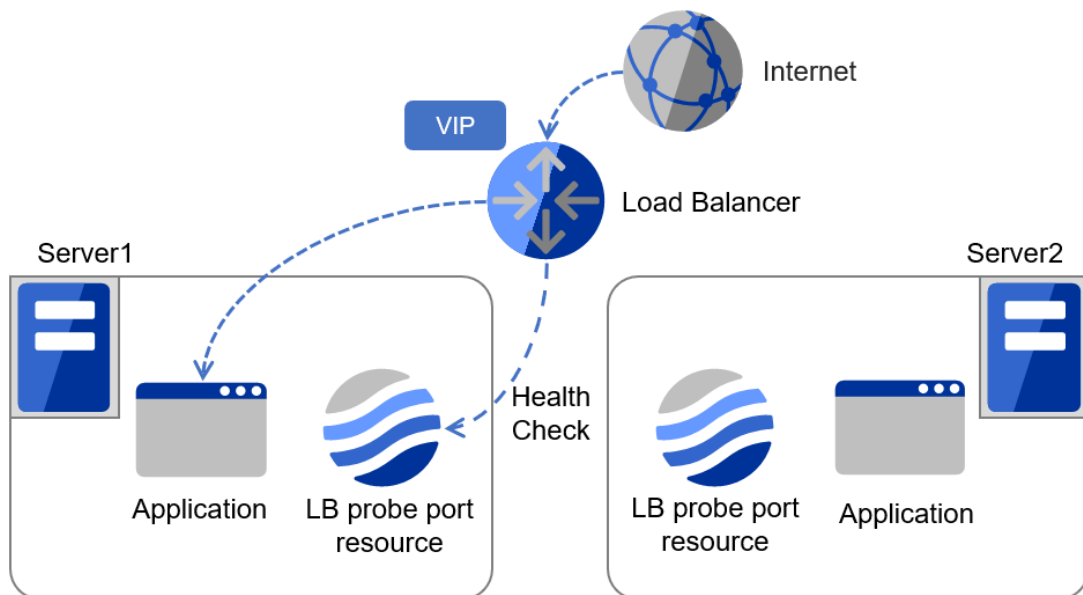 Internet
VIP
Load Balancer
Server1
Server2
Health
Check
Application
LB probe port
resource
LB probe port
resource
Application